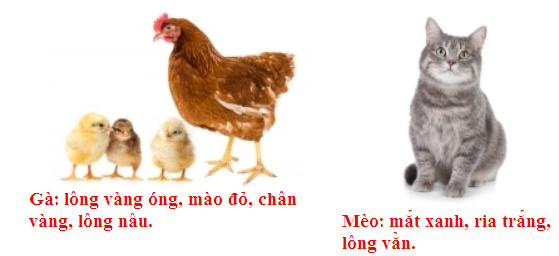 Gà: lông vàng óng, mào đỏ, chân
vàng, lông nâu.
Mèo: mắt xanh, ria trắng,
lông vằn.